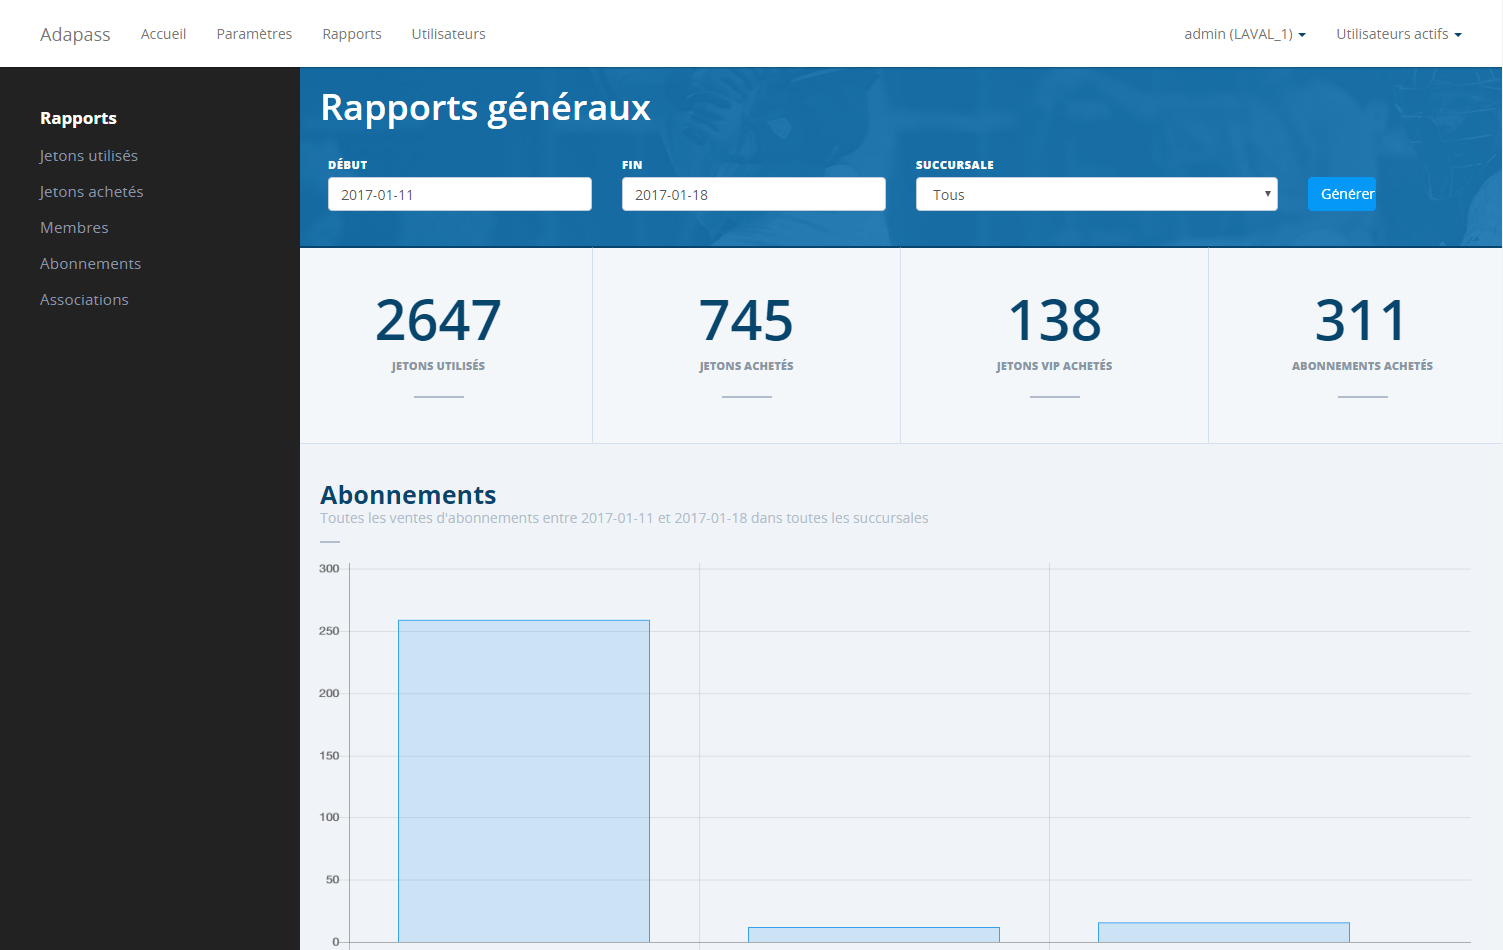 Adapass Accueil Paramètres Rapports Utilisateurs admin (LAVAL_1) Utilisateurs actifs
Rapports
Jetons utilisés
Jetons achetés
Membres
Abonnements
Associations
Rapports généraux
DÉBUT FIN SUCCURSALE
2017-01-11 2017-01-18 Tous Générer
2647 745 138 311
JETONS UTILISÉS JETONS ACHETÉS JETONS VIP ACHETÉS ABONNEMENTS ACHETÉS
Abonnements
Toutes les ventes d'abonnements entre 2017-01-11 et 2017-01-18 dans toutes les succursales
300
250
200
150
100
50
0